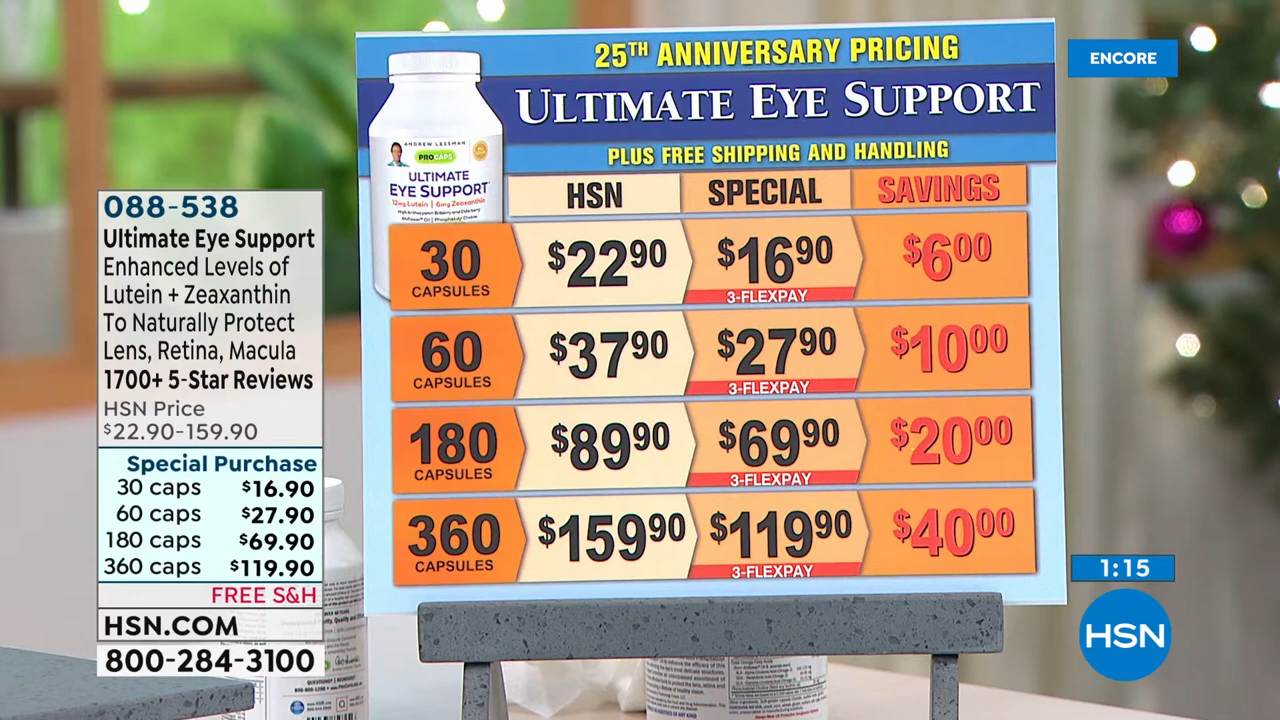 25TH ANNIVERSARY PRICING
ULTIMATE EYE SUPPORT
PLUS FREE SHIPPING AND HANDLING
ANDREW LESSMAN
PROCAPS
ULTIMATE
EYE SUPPORT
12mg Lutein | 6mg Zeaxanthin
HSN SPECIAL SAVINGS
30 CAPSULES $22.90 $16.90 $6.00
3-FLEXPAY
60 CAPSULES $37.90 $27.90 $10.00
3-FLEXPAY
180 CAPSULES $89.90 $69.90 $20.00
3-FLEXPAY
360 CAPSULES $159.90 $119.90 $40.00
3-FLEXPAY
ENCORE
088-538
Ultimate Eye Support
Enhanced Levels of
Lutein + Zeaxanthin
To Naturally Protect
Lens, Retina, Macula
1700+ 5-Star Reviews
HSN Price
$22.90-159.90
Special Purchase
30 caps $16.90
60 caps $27.90
180 caps $69.90
360 caps $119.90
FREE S&H
HSN.COM
800-284-3100
1:15
HSN